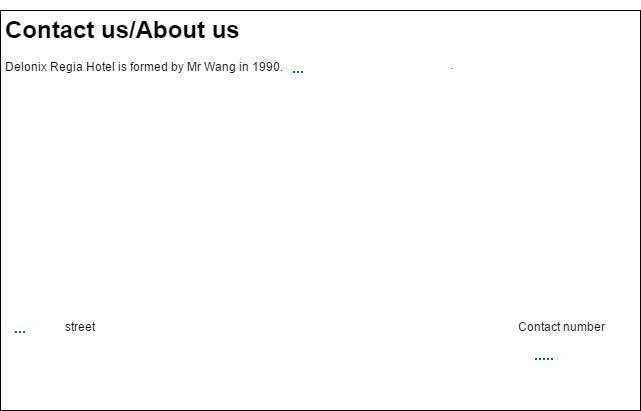 Contact us/About us
Delonix Regia Hotel is formed by Mr Wang in 1990. ...
... street
Contact number
.....